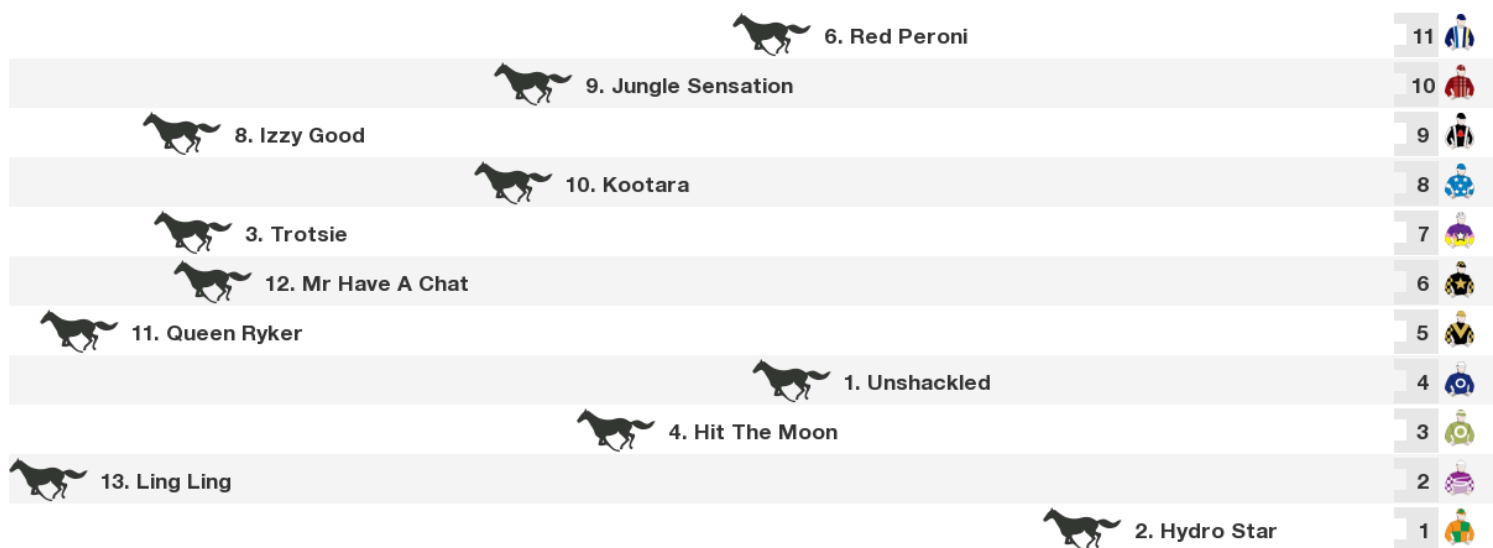 6. Red Peroni 11
9. Jungle Sensation 10
8. Izzy Good 9
10. Kootara 8
3. Trotsie 7
12. Mr Have A Chat 6
11. Queen Ryker 5
1. Unshackled 4
4. Hit The Moon 3
13. Ling Ling 2
2. Hydro Star 1